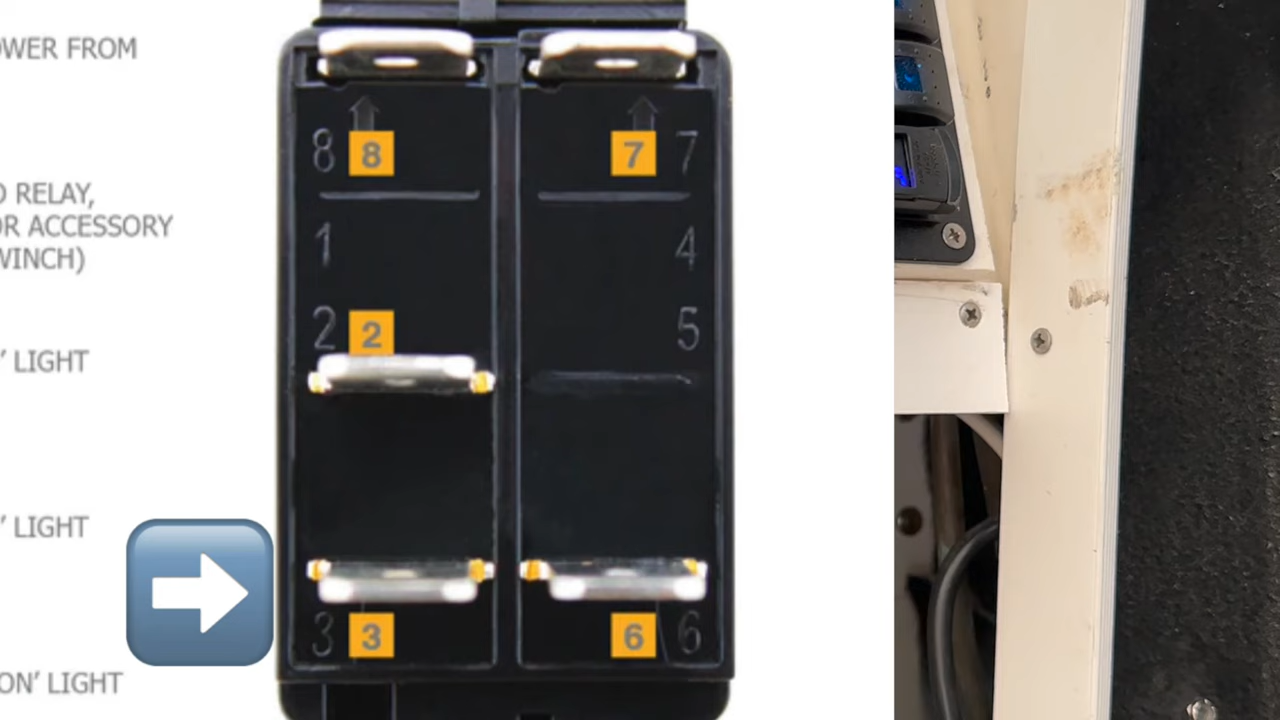 OWER FROM
8 8 7 7
D RELAY,
OR ACCESSORY
WINCH)
1 4
2 2 5
' LIGHT
' LIGHT
3 3 6 6
ON' LIGHT